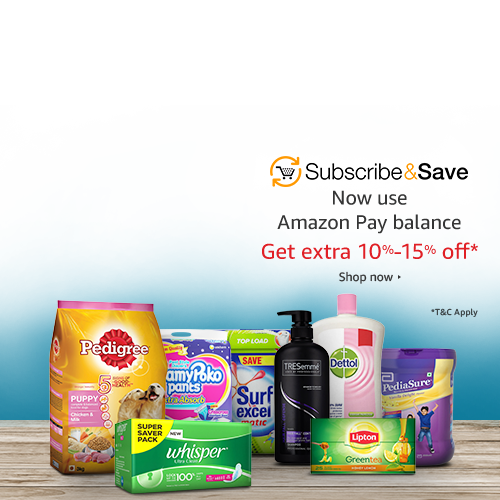 Subscribe&Save
Now use
Amazon Pay balance
Get extra 10%-15% off*
Shop now ›
*T&C Apply
Pedigree
PUPPY
Chicken &
Milk
amyPoko
pants
TOP LOAD
SAVE
Surf
excel
matic
TRESemmé
Dettol
PediaSure
SUPER
SAVER
PACK
NEW
whisper
Ultra Clean
100%
Lipton
Green tea
HONEY LEMON